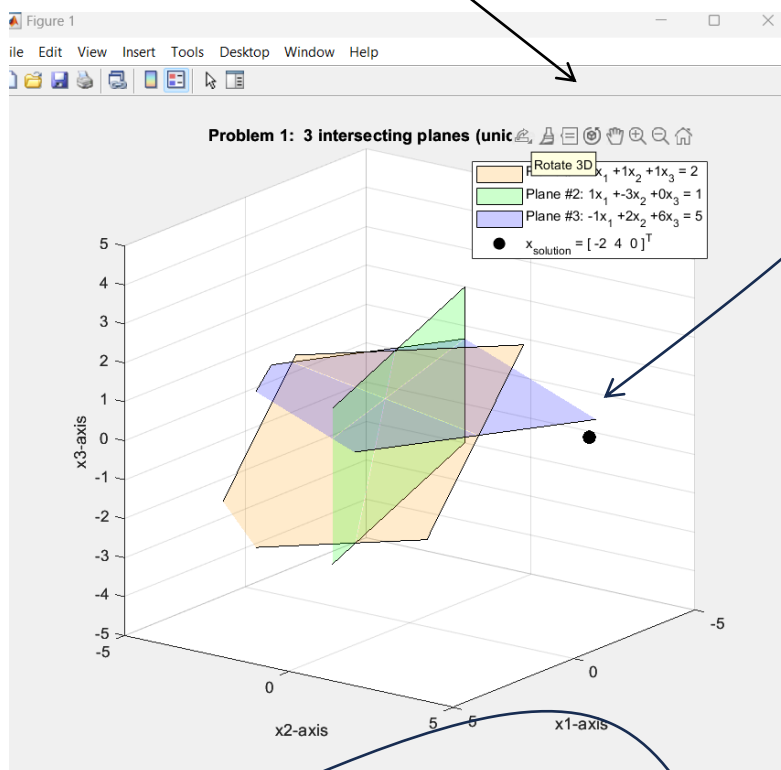 Figure 1
ile Edit View Insert Tools Desktop Window Help
Problem 1: 3 intersecting planes (unic
Rotate 3D
x1 +1x2 +1x3 = 2
Plane #2: 1x1 +-3x2 +0x3 = 1
Plane #3: -1x1 +2x2 +6x3 = 5
xsolution = [ -2 4 0 ]T
5
4
3
2
1
0
-1
-2
-3
-4
-5
x3-axis
-5
0
5
x2-axis
5
0
-5
x1-axis